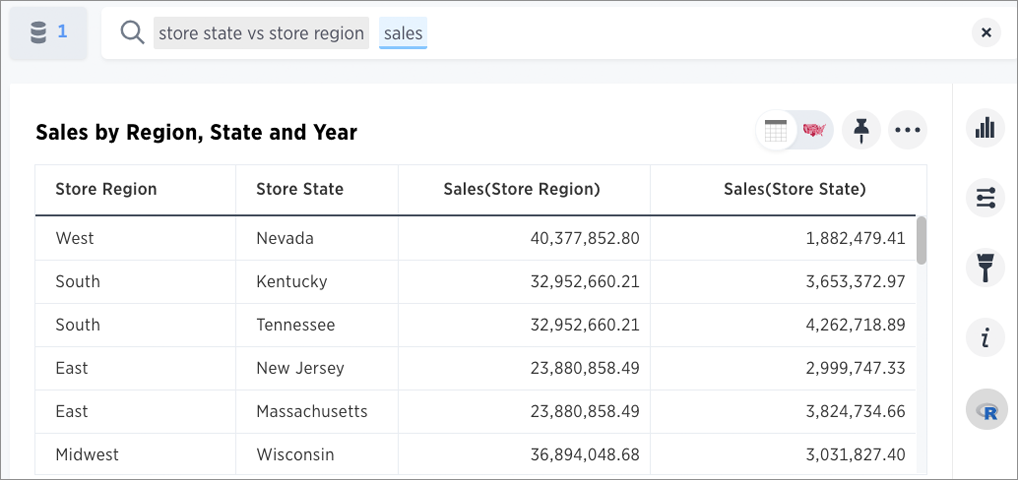 1 store state vs store region sales
Sales by Region, State and Year
Store Region Store State Sales(Store Region) Sales(Store State)
West Nevada 40,377,852.80 1,882,479.41
South Kentucky 32,952,660.21 3,653,372.97
South Tennessee 32,952,660.21 4,262,718.89
East New Jersey 23,880,858.49 2,999,747.33
East Massachusetts 23,880,858.49 3,824,734.66
Midwest Wisconsin 36,894,048.68 3,031,827.40
i
R